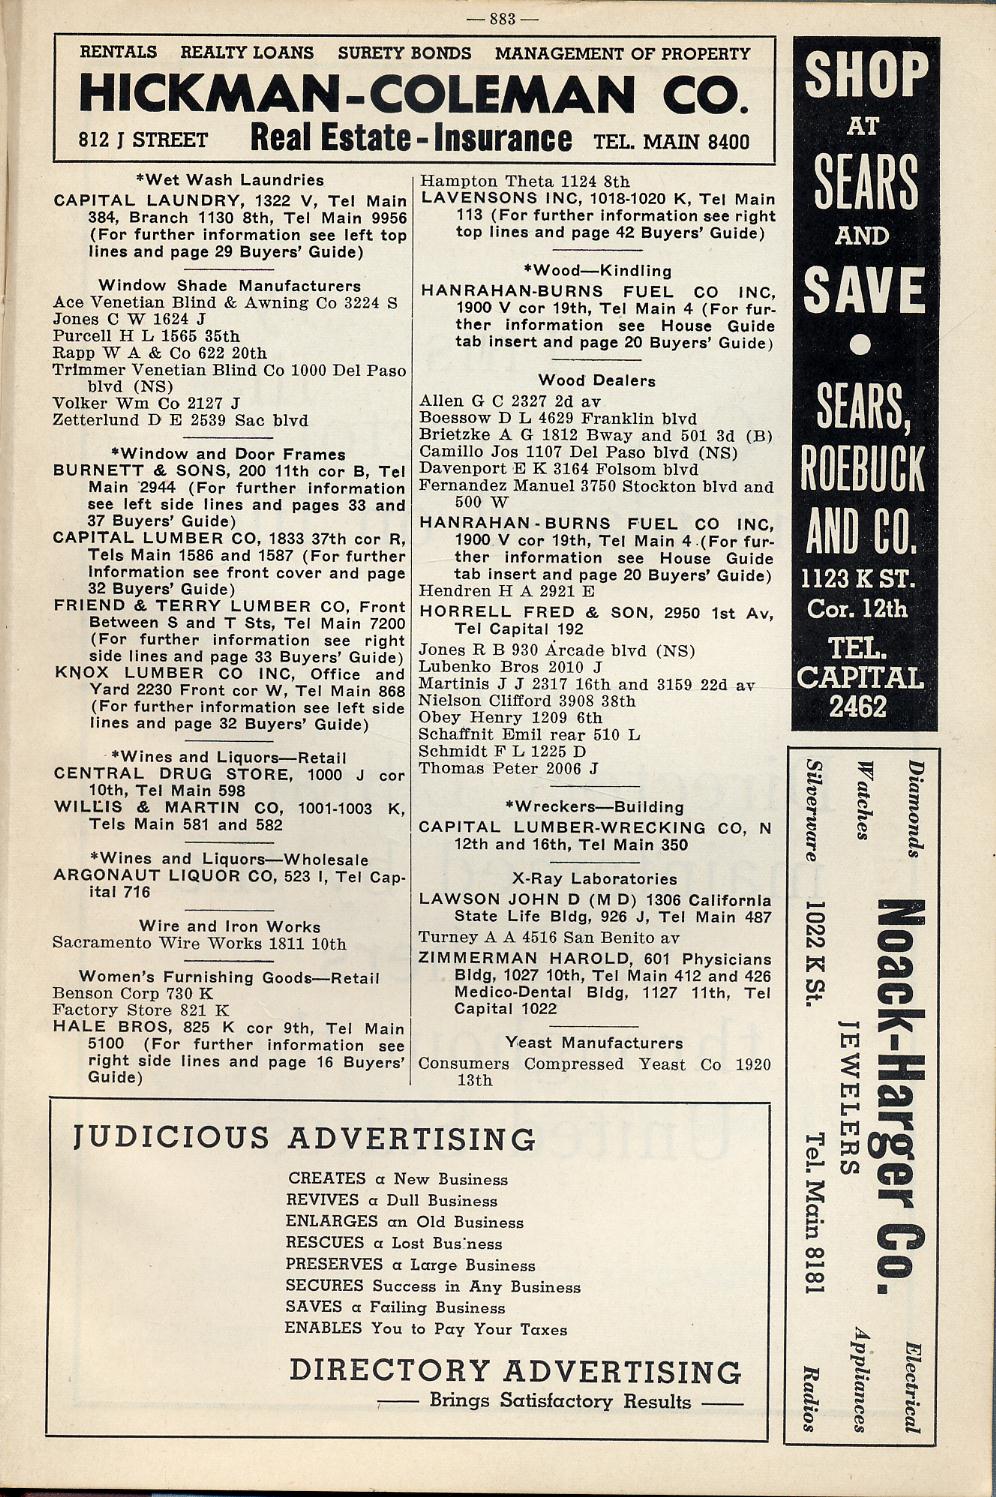 — 883 —
RENTALS REALTY LOANS SURETY BONDS MANAGEMENT OF PROPERTY
HICKMAN-COLEMAN CO.
812 J STREET Real Estate-Insurance TEL. MAIN 8400
*Wet Wash Laundries
CAPITAL LAUNDRY, 1322 V, Tel Main
384, Branch 1130 8th, Tel Main 9956
(For further information see left top
lines and page 29 Buyers' Guide)
Window Shade Manufacturers
Ace Venetian Blind & Awning Co 3224 S
Jones C W 1624 J
Purcell H L 1565 35th
Rapp W A & Co 622 20th
Trimmer Venetian Blind Co 1000 Del Paso
blvd (NS)
Volker Wm Co 2127 J
Zetterlund D E 2539 Sac blvd
*Window and Door Frames
BURNETT & SONS, 200 11th cor B, Tel
Main 2944 (For further information
see left side lines and pages 33 and
37 Buyers' Guide)
CAPITAL LUMBER CO, 1833 37th cor R,
Tels Main 1586 and 1587 (For further
Information see front cover and page
32 Buyers' Guide)
FRIEND & TERRY LUMBER CO, Front
Between S and T Sts, Tel Main 7200
(For further information see right
side lines and page 33 Buyers' Guide)
KNOX LUMBER CO INC, Office and
Yard 2230 Front cor W, Tel Main 868
(For further information see left side
lines and page 32 Buyers' Guide)
*Wines and Liquors—Retail
CENTRAL DRUG STORE, 1000 J cor
10th, Tel Main 598
WILLIS & MARTIN CO, 1001-1003 K,
Tels Main 581 and 582
*Wines and Liquors—Wholesale
ARGONAUT LIQUOR CO, 523 I, Tel Cap-
ital 716
Wire and Iron Works
Sacramento Wire Works 1811 10th
Women's Furnishing Goods—Retail
Benson Corp 730 K
Factory Store 821 K
HALE BROS, 825 K cor 9th, Tel Main
5100 (For further information see
right side lines and page 16 Buyers'
Guide)
Hampton Theta 1124 8th
LAVENSONS INC, 1018-1020 K, Tel Main
113 (For further information see right
top lines and page 42 Buyers' Guide)
*Wood—Kindling
HANRAHAN-BURNS FUEL CO INC,
1900 V cor 19th, Tel Main 4 (For fur-
ther information see House Guide
tab insert and page 20 Buyers' Guide)
Wood Dealers
Allen G C 2327 2d av
Boessow D L 4629 Franklin blvd
Brietzke A G 1812 Bway and 501 3d (B)
Camillo Jos 1107 Del Paso blvd (NS)
Davenport E K 3164 Folsom blvd
Fernandez Manuel 3750 Stockton blvd and
500 W
HANRAHAN-BURNS FUEL CO INC,
1900 V cor 19th, Tel Main 4 (For fur-
ther information see House Guide
tab insert and page 20 Buyers' Guide)
Hendren H A 2921 E
HORRELL FRED & SON, 2950 1st Av,
Tel Capital 192
Jones R B 930 Arcade blvd (NS)
Lubenko Bros 2010 J
Martinis J J 2317 16th and 3159 22d av
Nielson Clifford 3908 38th
Obey Henry 1209 6th
Schaffnit Emil rear 510 L
Schmidt F L 1225 D
Thomas Peter 2006 J
*Wreckers—Building
CAPITAL LUMBER-WRECKING CO, N
12th and 16th, Tel Main 350
X-Ray Laboratories
LAWSON JOHN D (M D) 1306 California
State Life Bldg, 926 J, Tel Main 487
Turney A A 4516 San Benito av
ZIMMERMAN HAROLD, 601 Physicians
Bldg, 1027 10th, Tel Main 412 and 426
Medico-Dental Bldg, 1127 11th, Tel
Capital 1022
Yeast Manufacturers
Consumers Compressed Yeast Co 1920
13th
SHOP
AT
SEARS
AND
SAVE
•
SEARS,
ROEBUCK
AND CO.
1123 K ST.
Cor. 12th
TEL.
CAPITAL
2462
Diamonds Noack-Harger Co. Electrical
Watches JEWELERS Appliances
Silverware 1022 K St. Tel. Main 8181 Radios
JUDICIOUS ADVERTISING
CREATES a New Business
REVIVES a Dull Business
ENLARGES an Old Business
RESCUES a Lost Business
PRESERVES a Large Business
SECURES Success in Any Business
SAVES a Failing Business
ENABLES You to Pay Your Taxes
DIRECTORY ADVERTISING
—— Brings Satisfactory Results ——